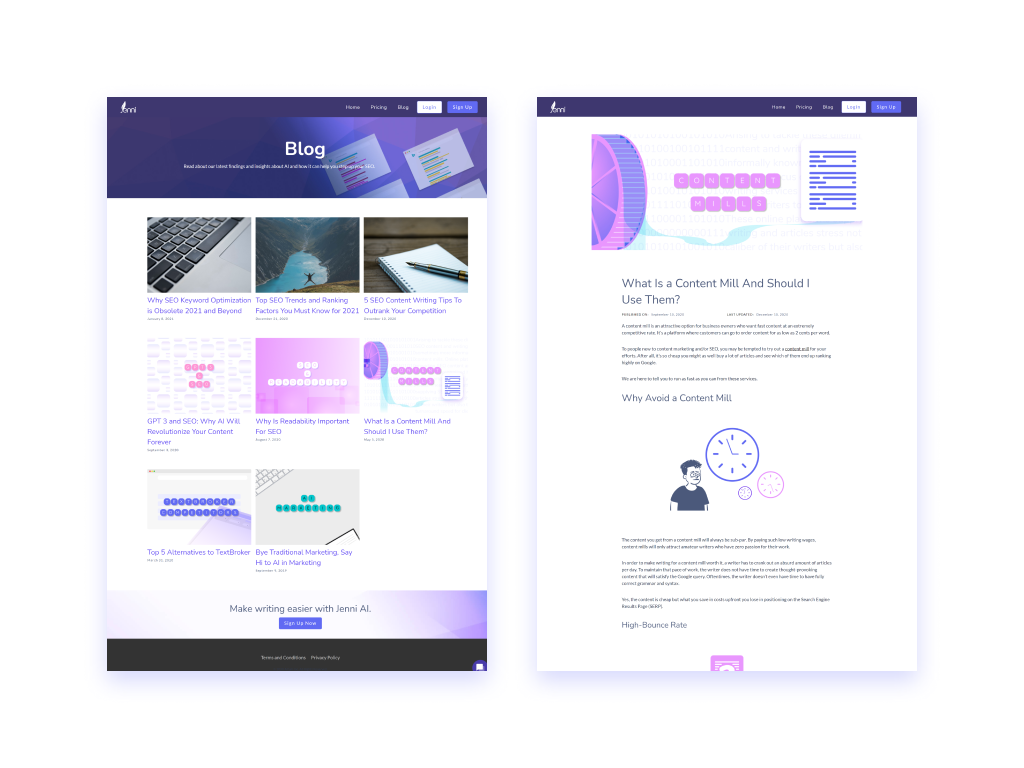 Jenni
Home Pricing Blog Login Sign Up
Blog
Read about our latest findings and insights about AI and how it can help you step up your SEO.
Why SEO Keyword Optimization
is Obsolete 2021 and Beyond
January 8, 2021
Top SEO Trends and Ranking
Factors You Must Know for 2021
December 31, 2020
5 SEO Content Writing Tips To
Outrank Your Competition
December 10, 2020
GPT 3 and SEO: Why AI Will
Revolutionize Your Content
Forever
Why Is Readability Important
For SEO
August 7, 2020
CONTENT
MILLS
What Is a Content Mill And
Should I Use Them?
May 4, 2020
TEXTBROKER
COMPETITORS
Top 5 Alternatives to TextBroker
March 25, 2020
AI
MARKETING
Bye Traditional Marketing, Say
Hi to AI in Marketing
Make writing easier with Jenni AI.
Sign Up Now
Terms and Conditions Privacy Policy
Jenni
Home Pricing Blog Login Sign Up
CONTENT
MILLS
What Is a Content Mill And Should I
Use Them?
PUBLISHED ON: September 10, 2020 LAST UPDATED: December 10, 2020
A content mill is an attractive option for business owners who want fast content at an extremely
competitive rate. It's a platform where customers can go to order content for as low as 2 cents per word.
To people new to content marketing and/or SEO, you may be tempted to try out a content mill for your
efforts. After all, it's so cheap you might as well buy a lot of articles and see which of them end up ranking
highly on Google.
We are here to tell you to run as fast as you can from these services.
Why Avoid a Content Mill
The content you get from a content mill will always be sub-par. By paying such low writing wages,
content mills will only attract amateur writers who have zero passion for their work.
In order to make writing for a content mill worth it, a writer has to crank out an absurd amount of articles
per day. To maintain that pace of work, the writer does not have time to create thought-provoking
content that will satisfy the Google query. Oftentimes, the writer doesn't even have time to have fully
correct grammar and syntax.
Yes, the content is cheap but what you save in costs upfront you lose in positioning on the Search Engine
Results Page (SERP).
High-Bounce Rate